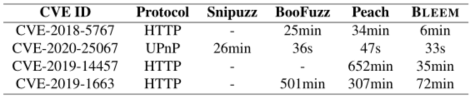 CVE ID Protocol Snipuzz BooFuzz Peach BLEEM
CVE-2018-5767 HTTP - 25min 34min 6min
CVE-2020-25067 UPnP 26min 36s 47s 33s
CVE-2019-14457 HTTP - - 652min 35min
CVE-2019-1663 HTTP - 501min 307min 72min